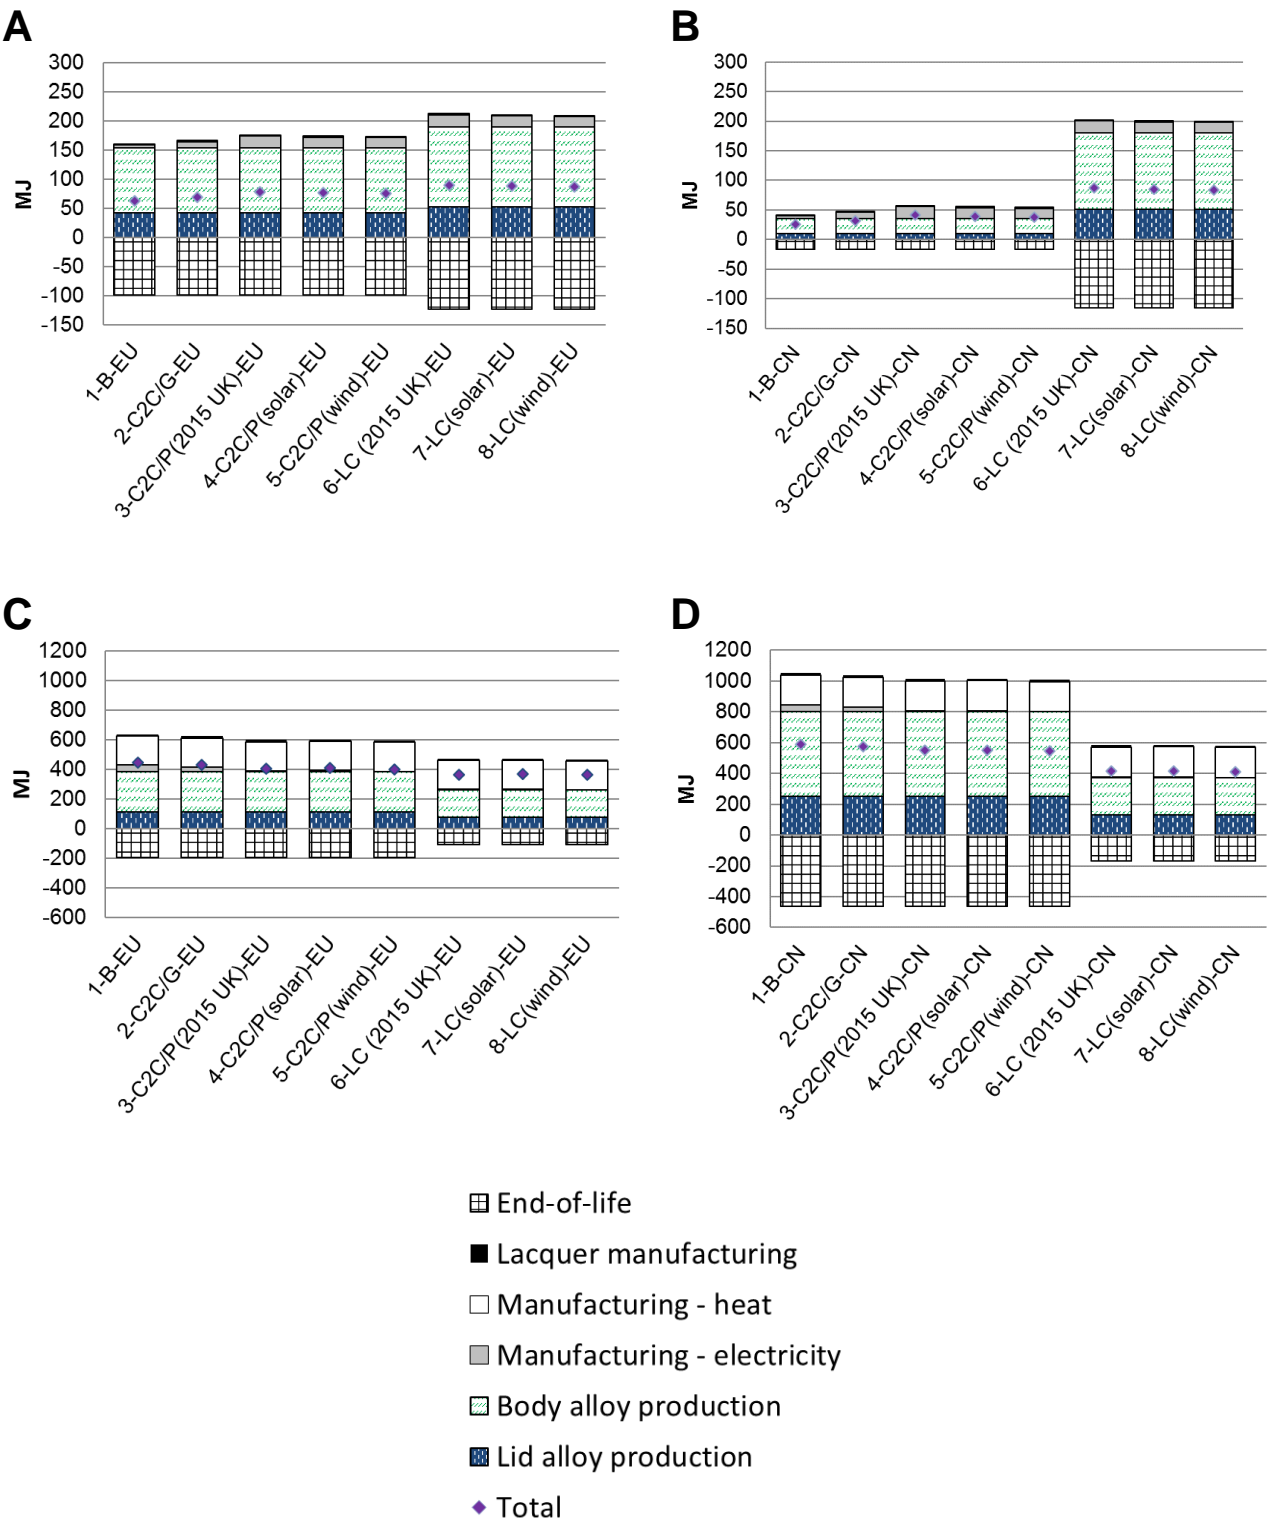 A
300
250
200
150
100
50
0
-50
-100
-150
MJ
1-B-EU
2-C2C/G-EU
3-C2C/P(2015 UK)-EU
4-C2C/P(solar)-EU
5-C2C/P(wind)-EU
6-LC (2015 UK)-EU
7-LC(solar)-EU
8-LC(wind)-EU
B
300
250
200
150
100
50
0
-50
-100
-150
MJ
1-B-CN
2-C2C/G-CN
3-C2C/P(2015 UK)-CN
4-C2C/P(solar)-CN
5-C2C/P(wind)-CN
6-LC (2015 UK)-CN
7-LC(solar)-CN
8-LC(wind)-CN
C
1200
1000
800
600
400
200
0
-200
-400
-600
MJ
1-B-EU
2-C2C/G-EU
3-C2C/P(2015 UK)-EU
4-C2C/P(solar)-EU
5-C2C/P(wind)-EU
6-LC (2015 UK)-EU
7-LC(solar)-EU
8-LC(wind)-EU
D
1200
1000
800
600
400
200
0
-200
-400
-600
MJ
1-B-CN
2-C2C/G-CN
3-C2C/P(2015 UK)-CN
4-C2C/P(solar)-CN
5-C2C/P(wind)-CN
6-LC (2015 UK)-CN
7-LC(solar)-CN
8-LC(wind)-CN
End-of-life
Lacquer manufacturing
Manufacturing - heat
Manufacturing - electricity
Body alloy production
Lid alloy production
Total